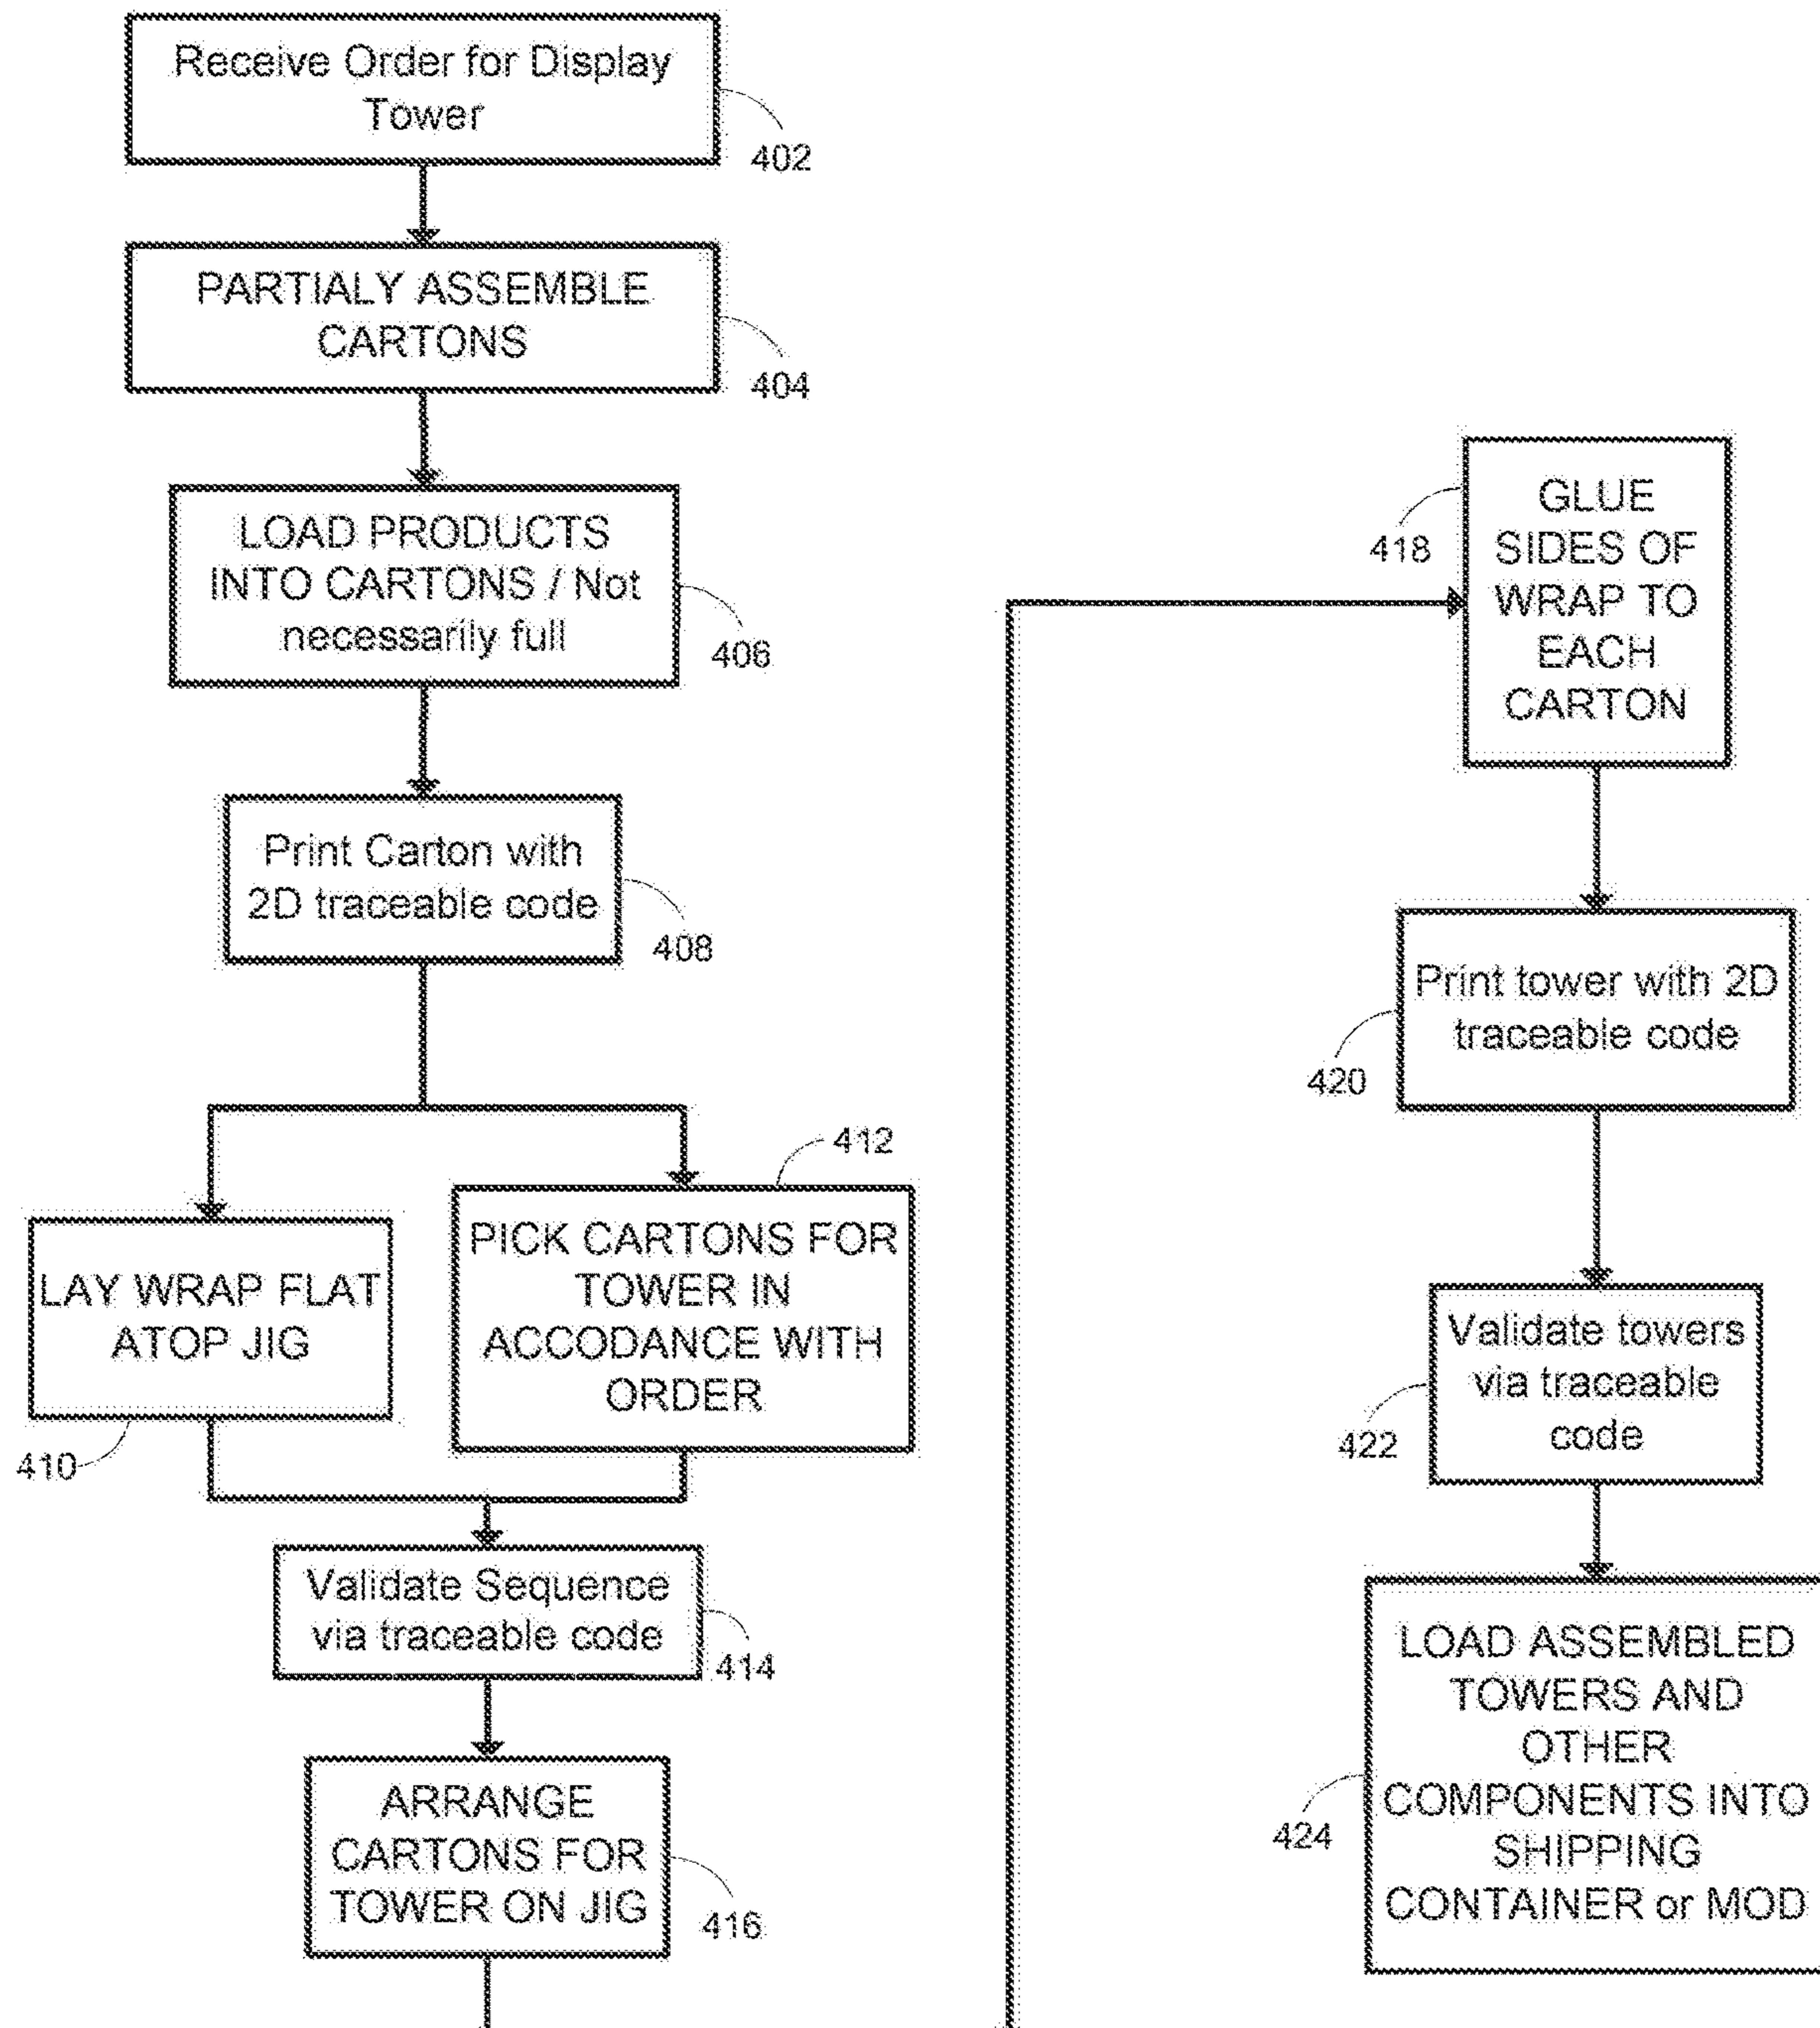 Receive Order for Display
Tower
402
PARTIALY ASSEMBLE
CARTONS
404
LOAD PRODUCTS
INTO CARTONS / Not
necessarily full
406
Print Carton with
2D traceable code
408
LAY WRAP FLAT
ATOP JIG
410
412
PICK CARTONS FOR
TOWER IN
ACCODANCE WITH
ORDER
Validate Sequence
via traceable code
414
ARRANGE
CARTONS FOR
TOWER ON JIG
416
GLUE
SIDES OF
WRAP TO
EACH
CARTON
418
Print tower with 2D
traceable code
420
Validate towers
via traceable
code
422
LOAD ASSEMBLED
TOWERS AND
OTHER
COMPONENTS INTO
SHIPPING
CONTAINER or MOD
424